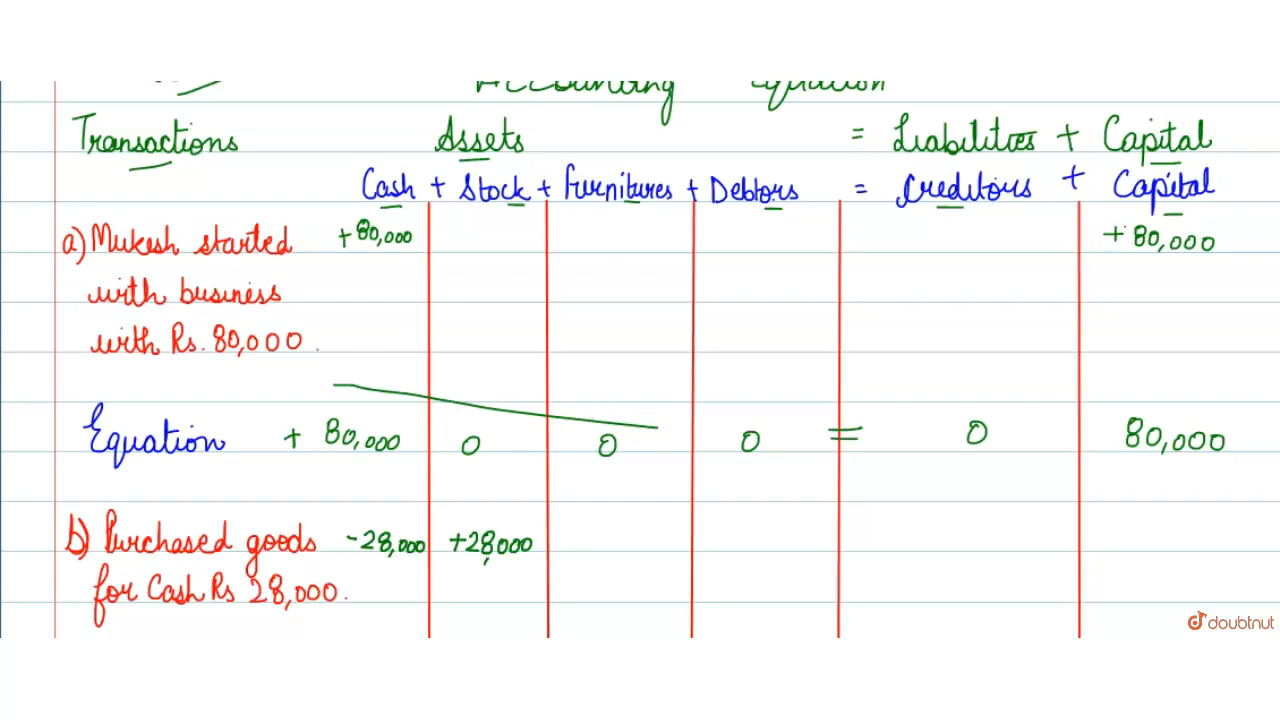 Accounting Equation
Transactions Assets = Liabilities + Capital
Cash + Stock + Furnitures + Debtors = Creditors + Capital
a) Mukesh started +80,000 +80,000
with business
with Rs. 80,000.
Equation + 80,000 0 0 0 = 0 80,000
b) Purchased goods -28,000 +28,000
for Cash Rs 28,000.
doubtnut